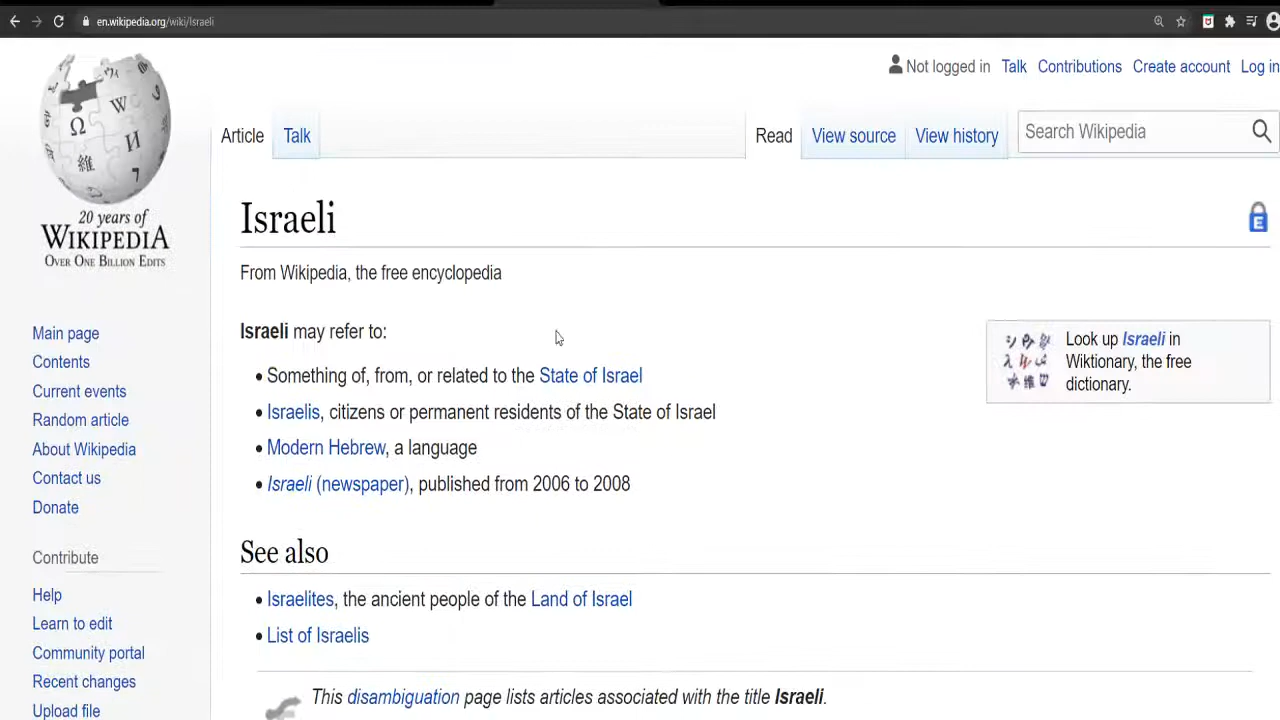 en.wikipedia.org/wiki/Israeli
Not logged in Talk Contributions Create account Log in
Article Talk Read View source View history Search Wikipedia
20 years of
WIKIPEDIA
OVER ONE BILLION EDITS
Israeli
From Wikipedia, the free encyclopedia
Israeli may refer to:
• Something of, from, or related to the State of Israel
• Israelis, citizens or permanent residents of the State of Israel
• Modern Hebrew, a language
• Israeli (newspaper), published from 2006 to 2008
Look up Israeli in
Wiktionary, the free
dictionary.
See also
• Israelites, the ancient people of the Land of Israel
• List of Israelis
This disambiguation page lists articles associated with the title Israeli.
Main page
Contents
Current events
Random article
About Wikipedia
Contact us
Donate
Contribute
Help
Learn to edit
Community portal
Recent changes
Upload file